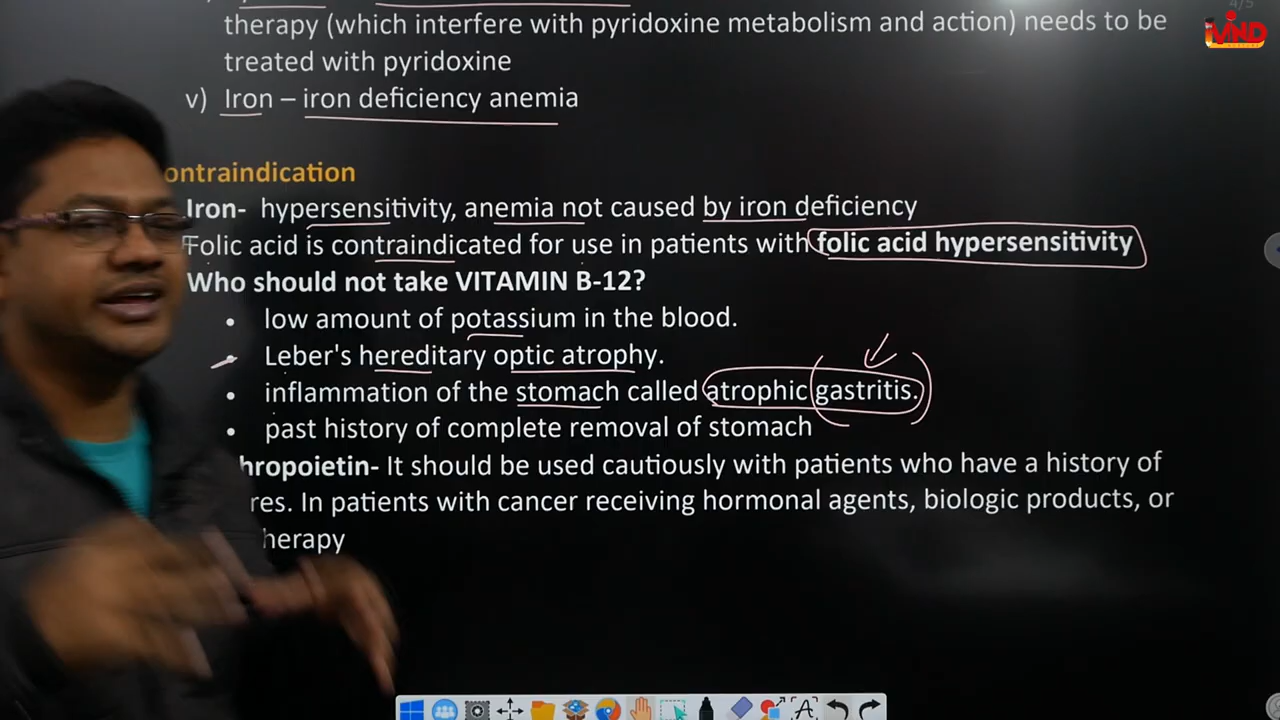 4/5
therapy (which interfere with pyridoxine metabolism and action) needs to be
treated with pyridoxine
v) Iron – iron deficiency anemia
ontraindication
Iron- hypersensitivity, anemia not caused by iron deficiency
Folic acid is contraindicated for use in patients with folic acid hypersensitivity
Who should not take VITAMIN B-12?
• low amount of potassium in the blood.
• Leber's hereditary optic atrophy.
• inflammation of the stomach called atrophic gastritis.
• past history of complete removal of stomach
hropoietin- It should be used cautiously with patients who have a history of
res. In patients with cancer receiving hormonal agents, biologic products, or
herapy